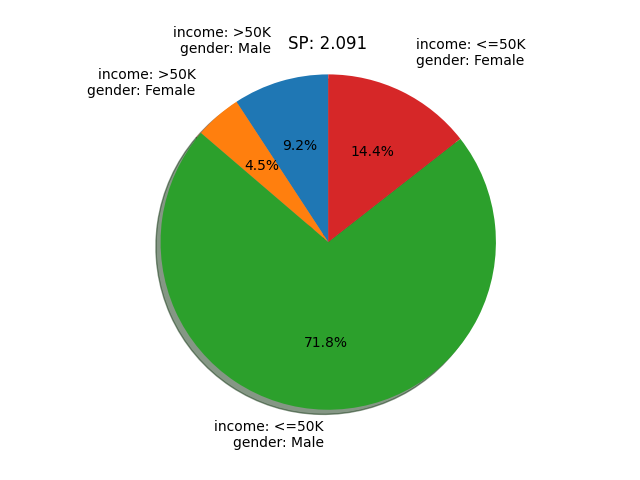 SP: 2.091
income: >50K
gender: Male
income: <=50K
gender: Female
income: >50K
gender: Female
9.2%
14.4%
4.5%
71.8%
income: <=50K
gender: Male